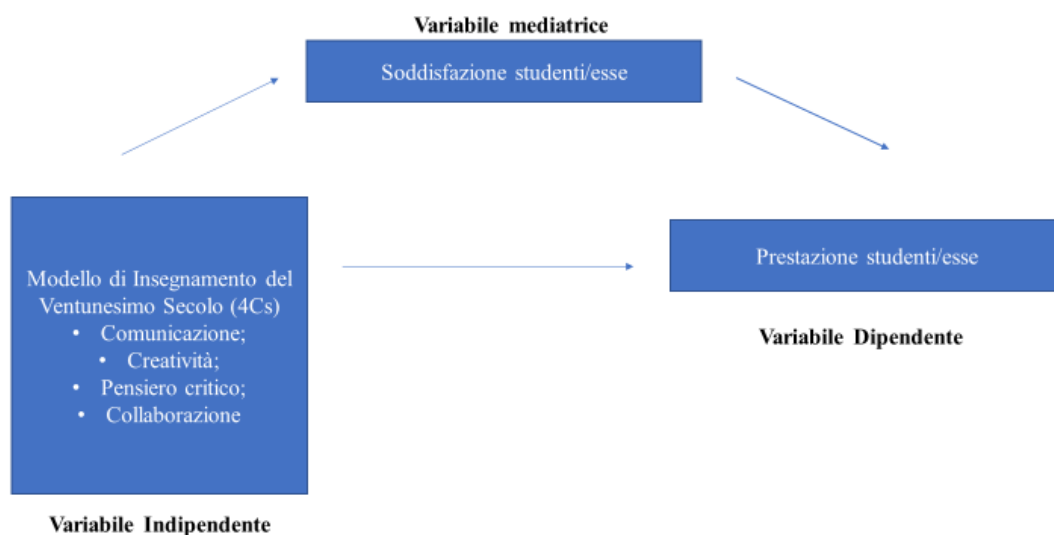 Variabile mediatrice
Soddisfazione studenti/esse
Modello di Insegnamento del
Ventunesimo Secolo (4Cs)
• Comunicazione;
• Creatività;
• Pensiero critico;
• Collaborazione
Variabile Indipendente
Prestazione studenti/esse
Variabile Dipendente